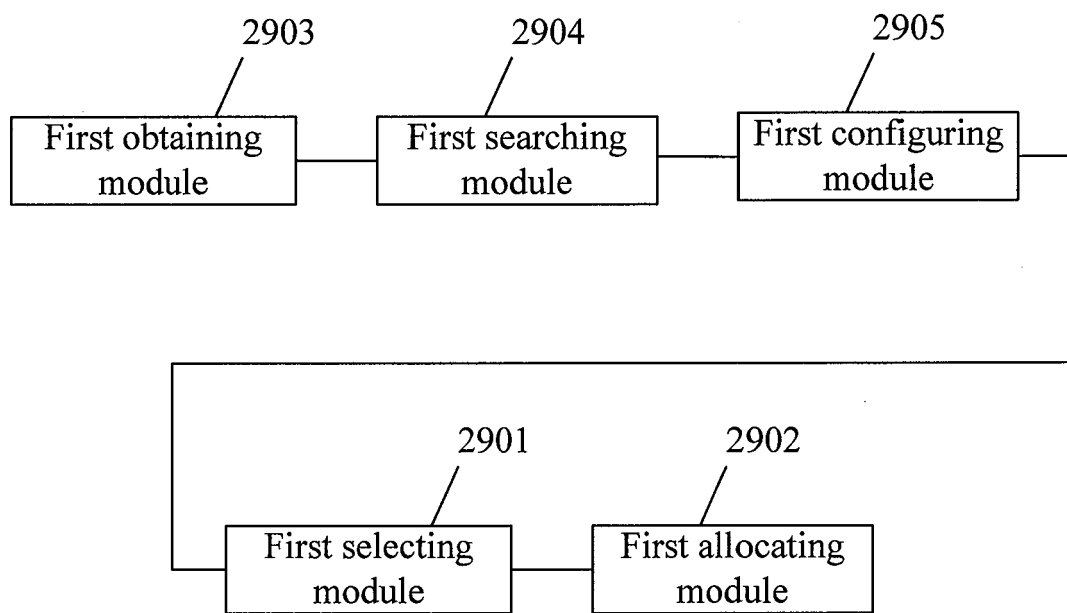 2903 2904 2905
First obtaining First searching First configuring
module module module
2901 2902
First selecting First allocating
module module